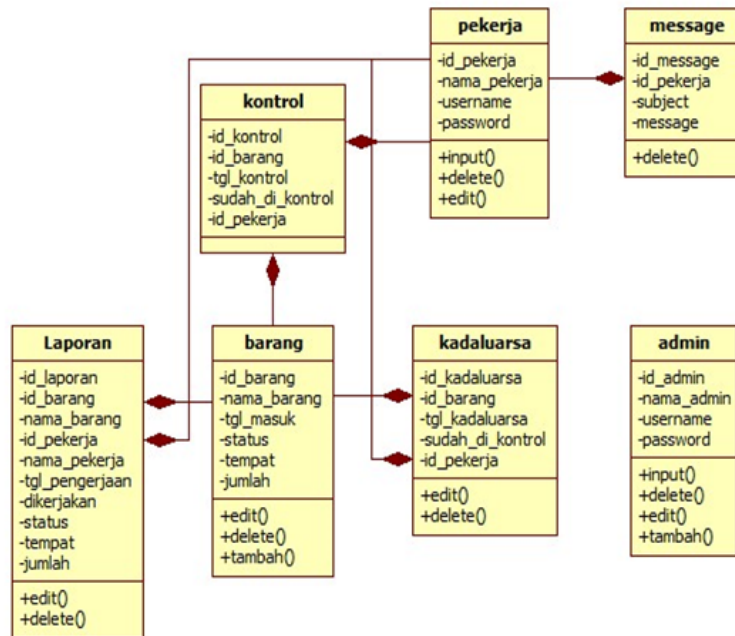 pekerja
-id_pekerja
-nama_pekerja
-username
-password
+input()
+delete()
+edit()
message
-id_message
-id_pekerja
-subject
-message
+delete()
kontrol
-id_kontrol
-id_barang
-tgl_kontrol
-sudah_di_kontrol
-id_pekerja
Laporan
-id_laporan
-id_barang
-nama_barang
-id_pekerja
-nama_pekerja
-tgl_pengerjaan
-dikerjakan
-status
-tempat
-jumlah
+edit()
+delete()
barang
-id_barang
-nama_barang
-tgl_masuk
-status
-tempat
-jumlah
+edit()
+delete()
+tambah()
kadaluarsa
-id_kadaluarsa
-id_barang
-tgl_kadaluarsa
-sudah_di_kontrol
-id_pekerja
+edit()
+delete()
admin
-id_admin
-nama_admin
-username
-password
+input()
+delete()
+edit()
+tambah()